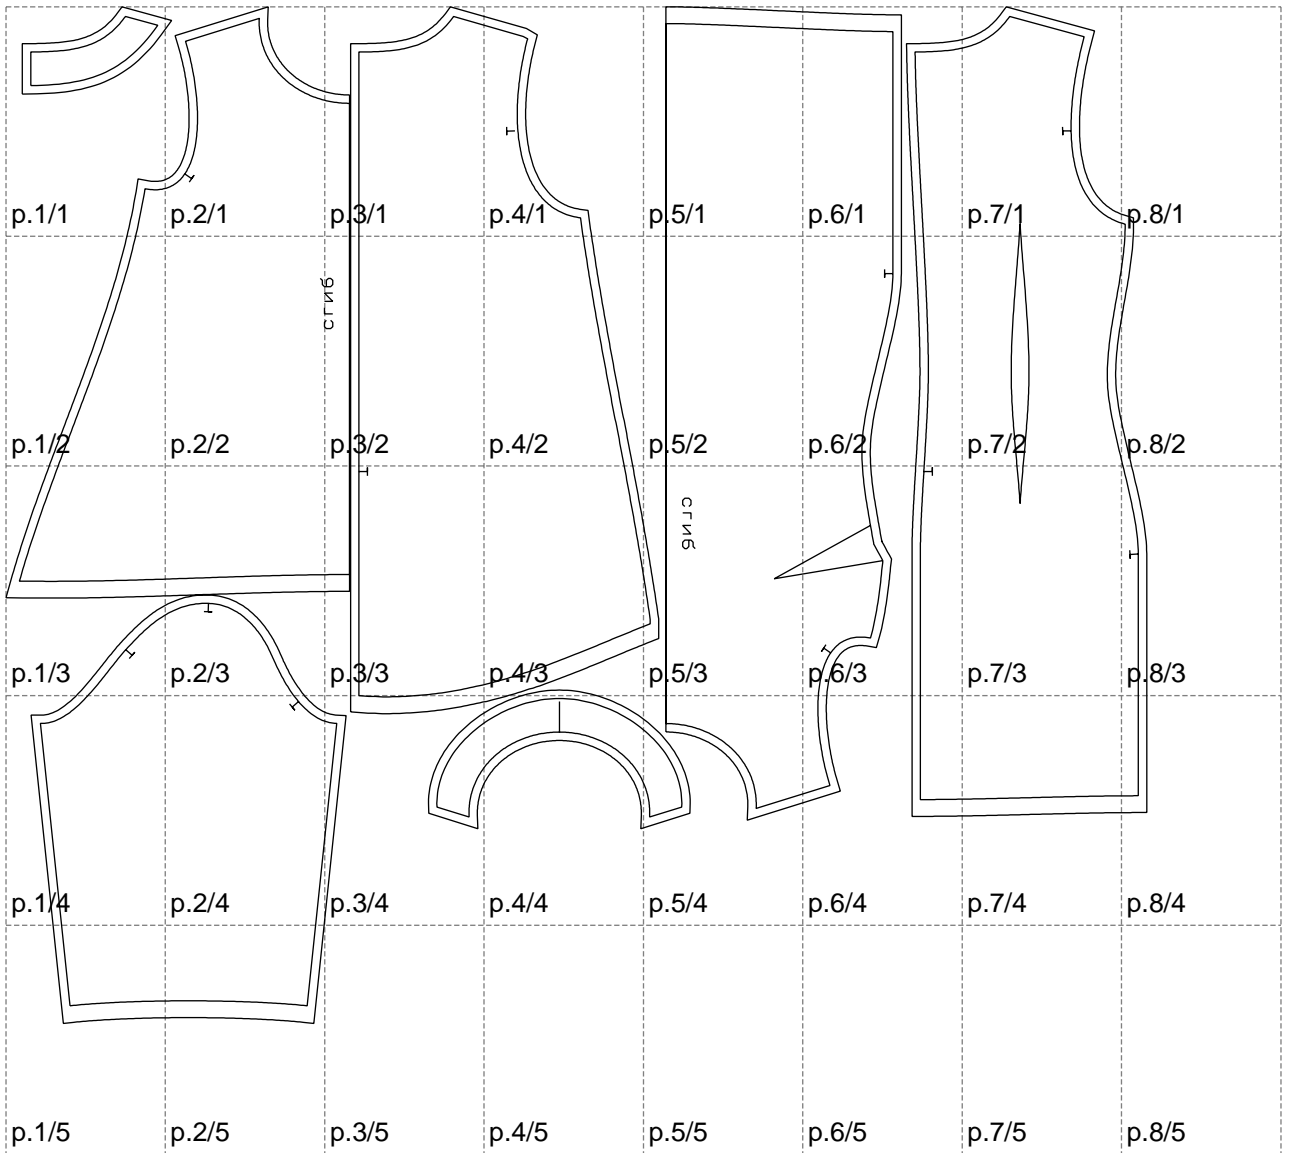 p.1/1 p.2/1 p.3/1 p.4/1 p.5/1 p.6/1 p.7/1 p.8/1
сгиб
p.1/2 p.2/2 p.3/2 p.4/2 p.5/2 p.6/2 p.7/2 p.8/2
сгиб
p.1/3 p.2/3 p.3/3 p.4/3 p.5/3 p.6/3 p.7/3 p.8/3
p.1/4 p.2/4 p.3/4 p.4/4 p.5/4 p.6/4 p.7/4 p.8/4
p.1/5 p.2/5 p.3/5 p.4/5 p.5/5 p.6/5 p.7/5 p.8/5